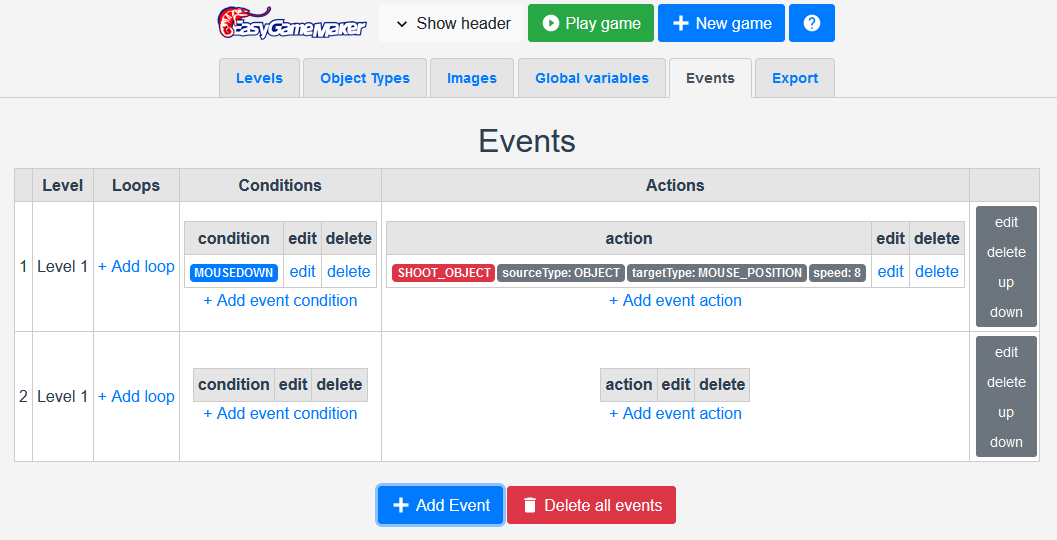 EasyGameMaker Show header Play game New game
Levels Object Types Images Global variables Events Export
Events
Level Loops Conditions Actions
condition edit delete action edit delete
1 Level 1 + Add loop MOUSEDOWN edit delete SHOOT_OBJECT sourceType: OBJECT targetType: MOUSE_POSITION speed: 8 edit delete
+ Add event condition + Add event action
edit
delete
up
down
condition edit delete action edit delete
2 Level 1 + Add loop + Add event condition + Add event action
edit
delete
up
down
Add Event Delete all events